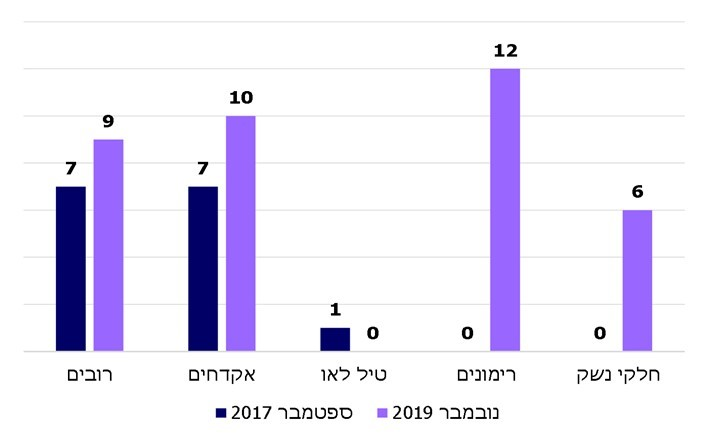 12
10
9
7
7
6
1
0
0
0
רובים
אקדחים
טיל לאו
רימונים
חלקי נשק
ספטמבר 2017
נובמבר 2019